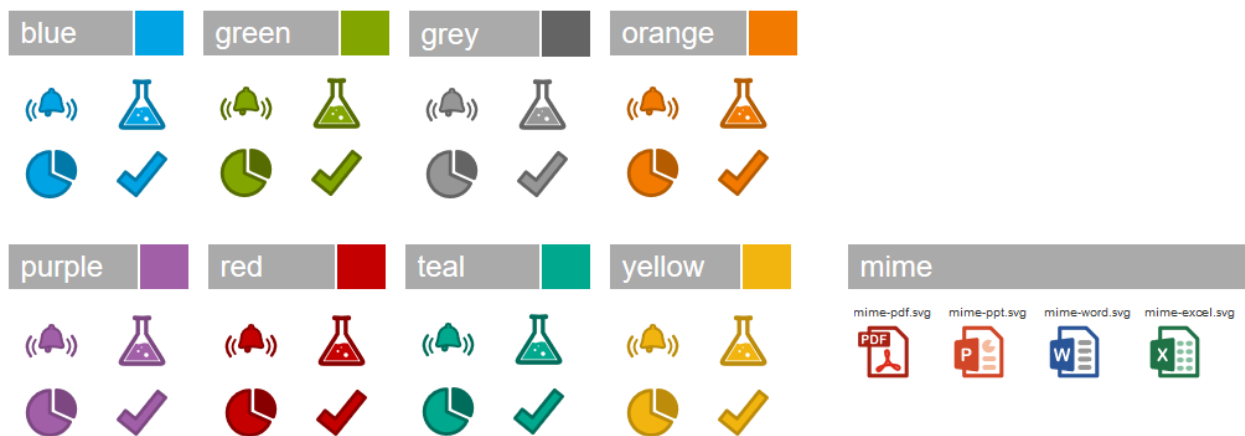 blue
green
grey
orange
purple
red
teal
yellow
mime
mime-pdf.svg
mime-ppt.svg
mime-word.svg
mime-excel.svg
PDF
P
W
X